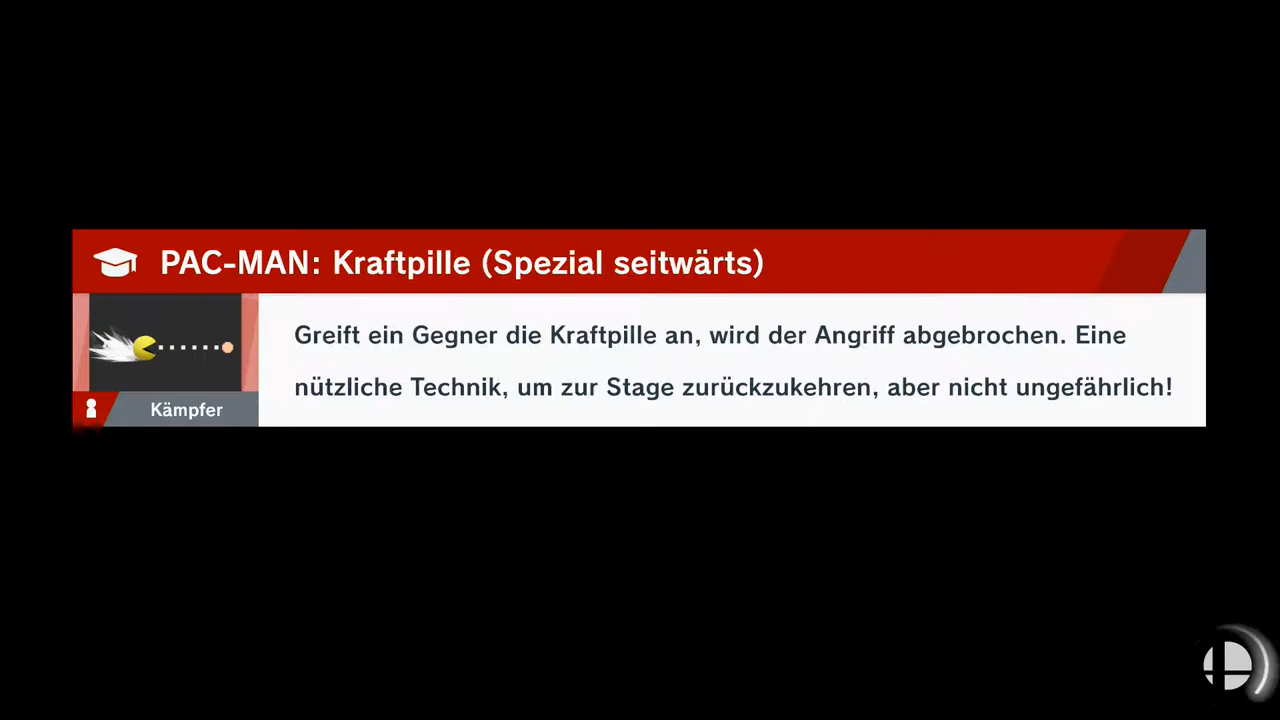 PAC-MAN: Kraftpille (Spezial seitwärts)
Greift ein Gegner die Kraftpille an, wird der Angriff abgebrochen. Eine
nützliche Technik, um zur Stage zurückzukehren, aber nicht ungefährlich!
Kämpfer